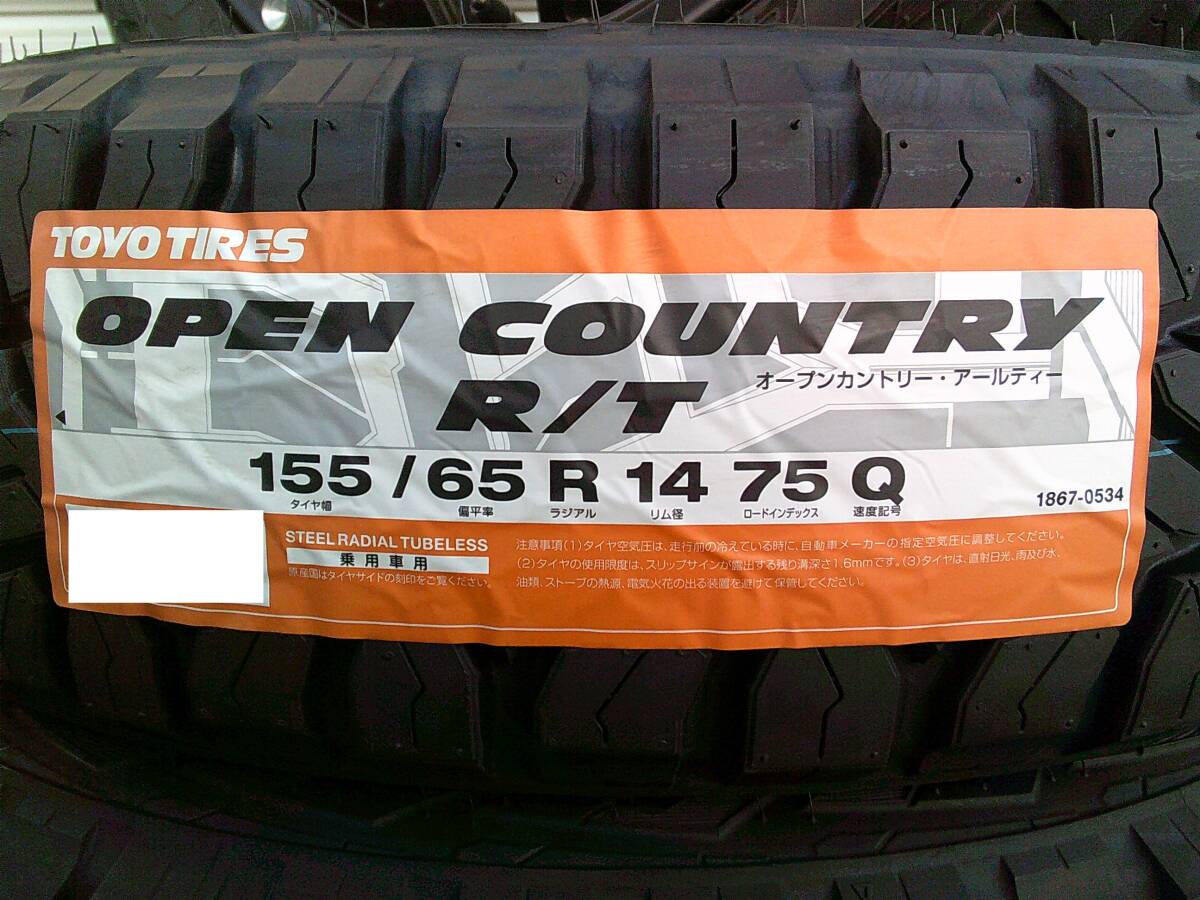 TOYO TIRES
OPEN COUNTRY
R/T
オープンカントリー・アールティー
155 / 65 R 14 75 Q
タイヤ幅 偏平率 ラジアル リム径 ロードインデックス 速度記号
1867-0534
STEEL RADIAL TUBELESS
乗用車用
原産国はタイヤサイドの刻印をご覧ください。
注意事項(1)タイヤ空気圧は、走行前の冷えている時に、自動車メーカーの指定空気圧に調整してください。
(2)タイヤの使用限度は、スリップサインが露出する残り溝深さ1.6mmです。(3)タイヤは、直射日光、雨及び水、
油類、ストーブの熱源、電気火花の出る装置を避けて保管してください。